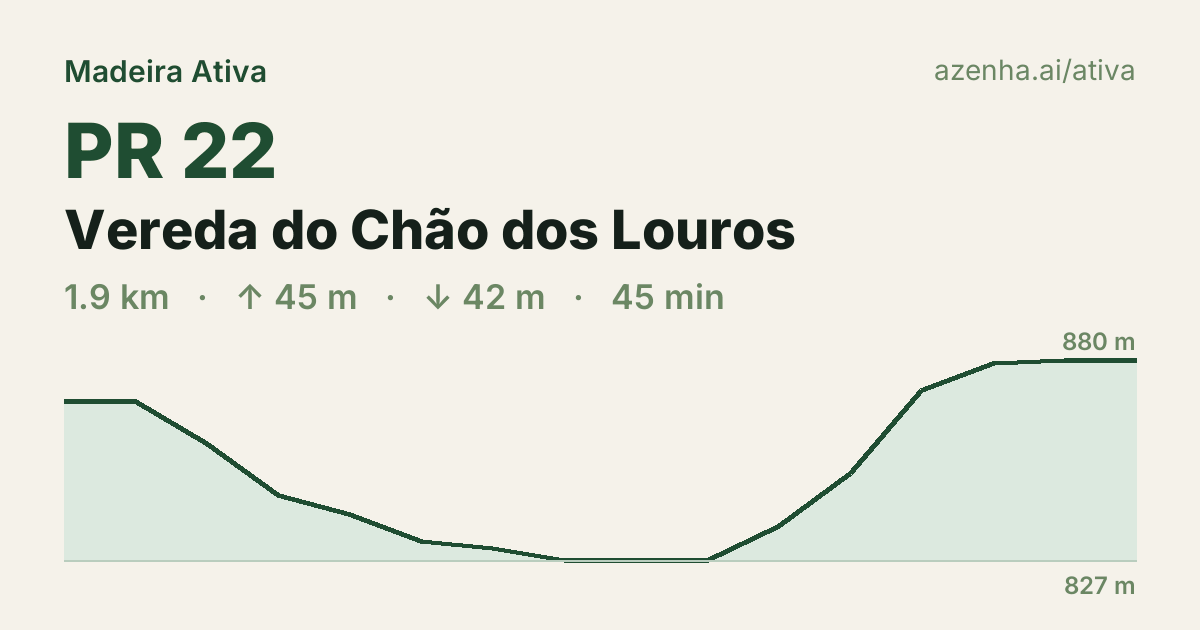 Madeira Ativa
azenha.ai/ativa
PR 22
Vereda do Chão dos Louros
1.9 km · ↑ 45 m · ↓ 42 m · 45 min
880 m
827 m